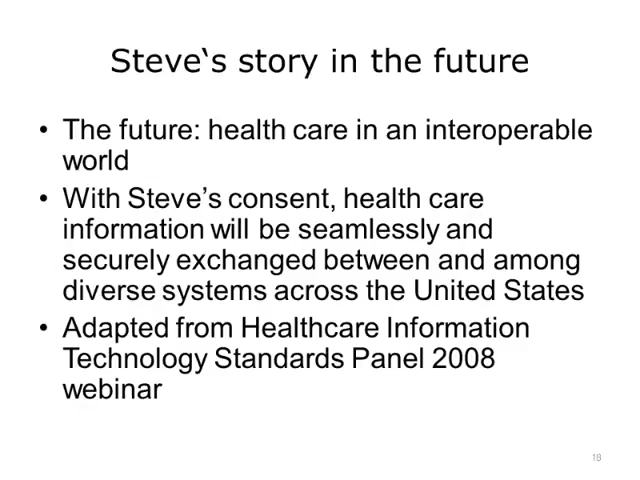 Steve‘s story in the future
• The future: health care in an interoperable
world
• With Steve’s consent, health care
information will be seamlessly and
securely exchanged between and among
diverse systems across the United States
• Adapted from Healthcare Information
Technology Standards Panel 2008
webinar
18